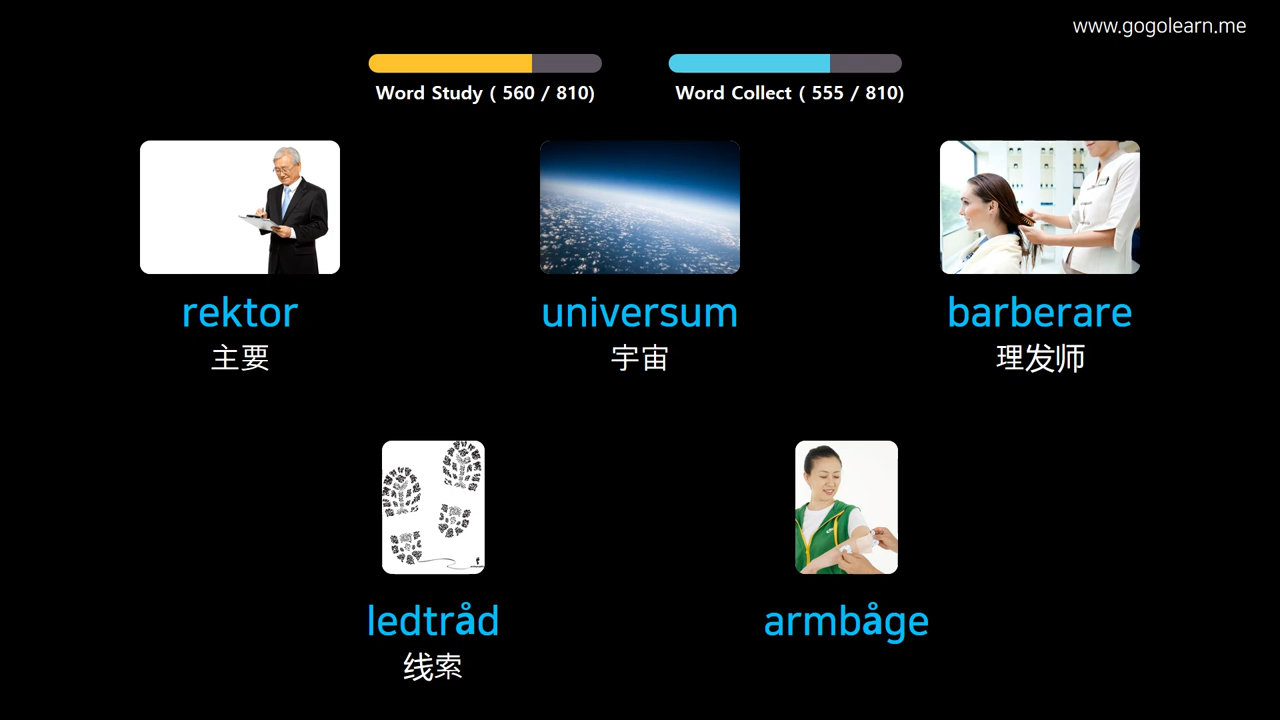 www.gogolearn.me
Word Study ( 560 / 810)
Word Collect ( 555 / 810)
rektor
主要
universum
宇宙
barberare
理发师
ledtråd
线索
armbåge